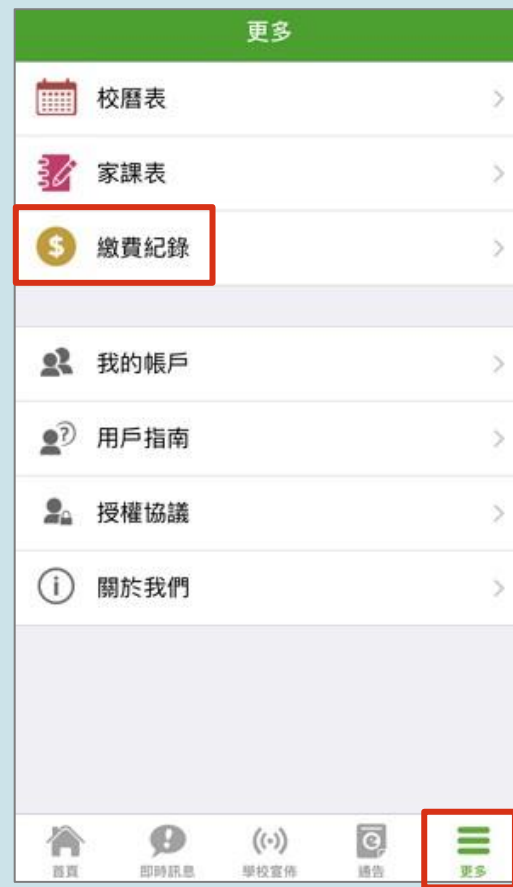 更多
校曆表
家課表
$ 繳費紀錄
我的帳戶
用戶指南
授權協議
關於我們
首頁 即時訊息 學校宣佈 通告 更多